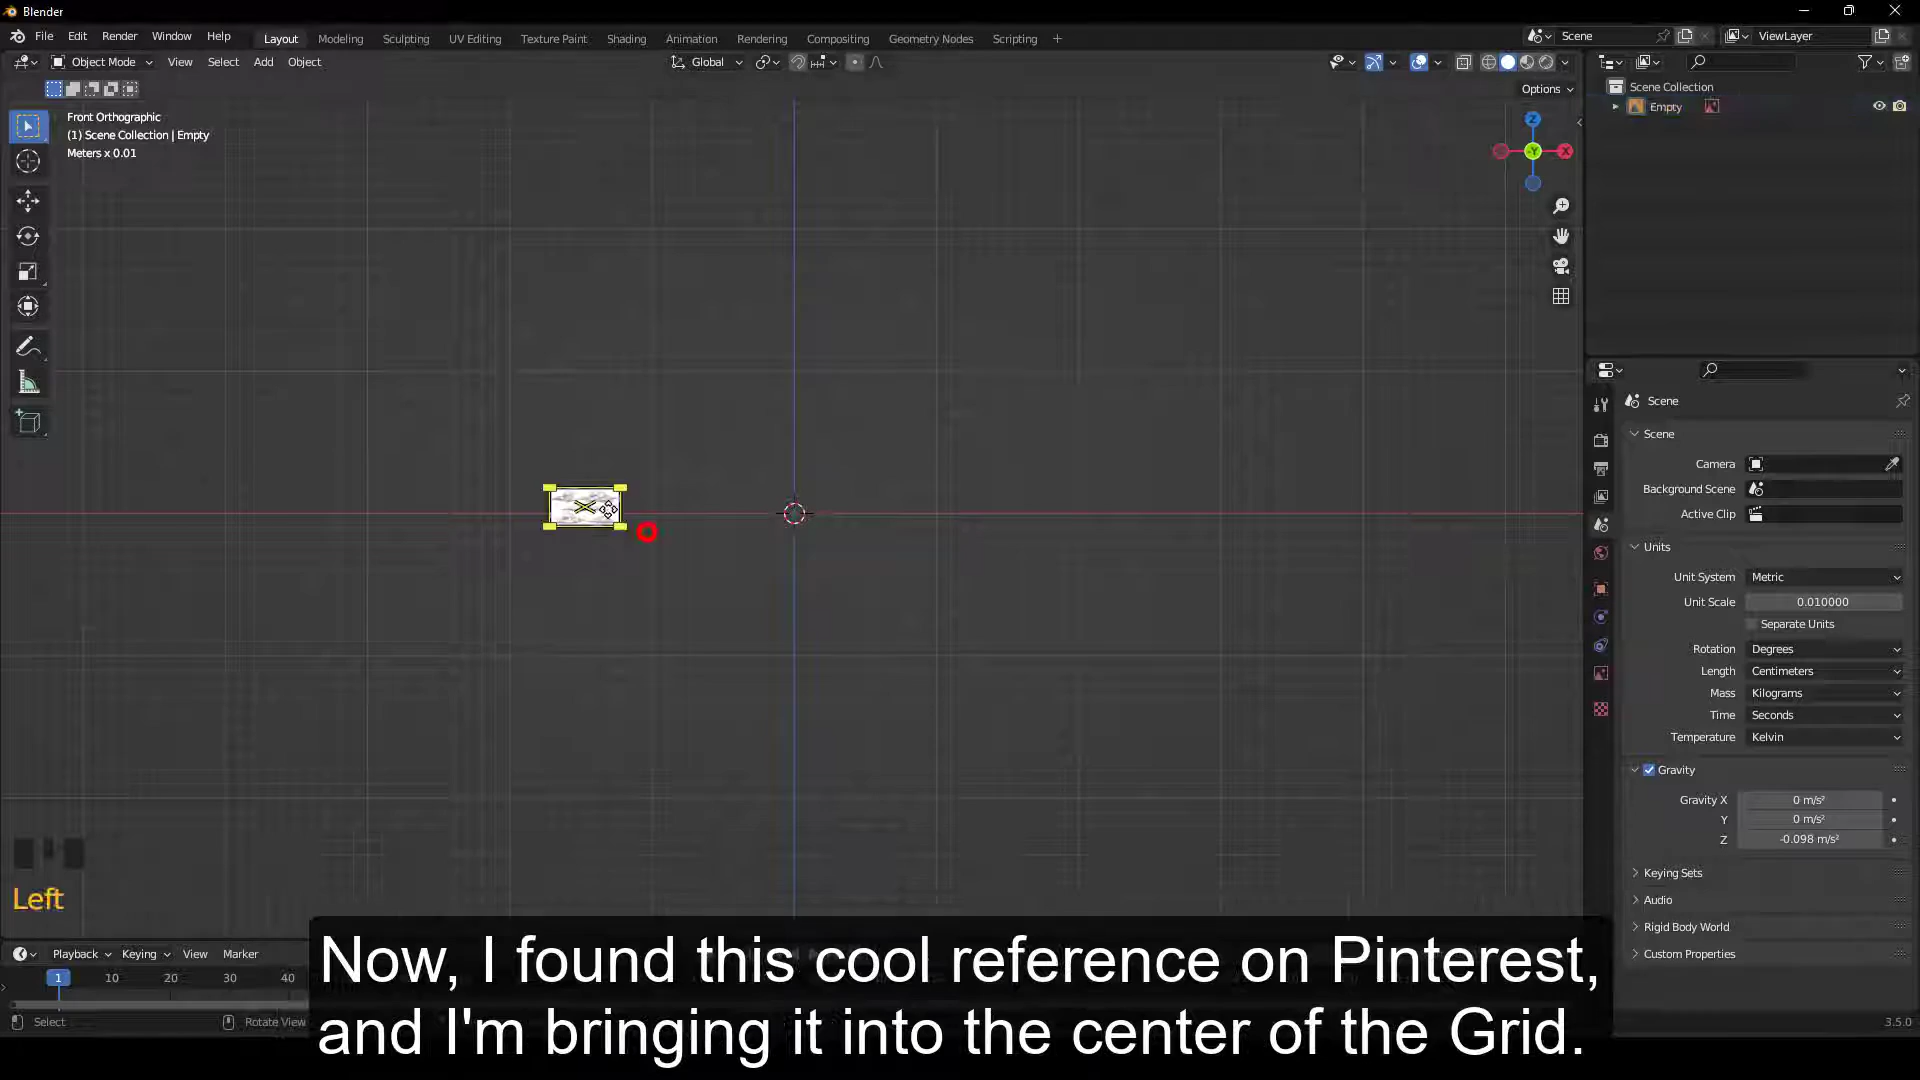 Blender
File Edit Render Window Help
Layout Modeling Sculpting UV Editing Texture Paint Shading Animation Rendering Compositing Geometry Nodes Scripting +
Scene
ViewLayer
Object Mode View Select Add Object
Global
Options
Front Orthographic
(1) Scene Collection | Empty
Meters x 0.01
Z
-Y
X
Scene Collection
Empty
Scene
Scene
Camera
Background Scene
Active Clip
Units
Unit System Metric
Unit Scale 0.010000
Separate Units
Rotation Degrees
Length Centimeters
Mass Kilograms
Time Seconds
Temperature Kelvin
Gravity
Gravity X 0 m/s²
Y 0 m/s²
Z -0.098 m/s²
Keying Sets
Audio
Rigid Body World
Custom Properties
Left
Playback Keying View Marker
1 10 20 30 40
Select Rotate View
3.5.0
Now, I found this cool reference on Pinterest,
and I'm bringing it into the center of the Grid.